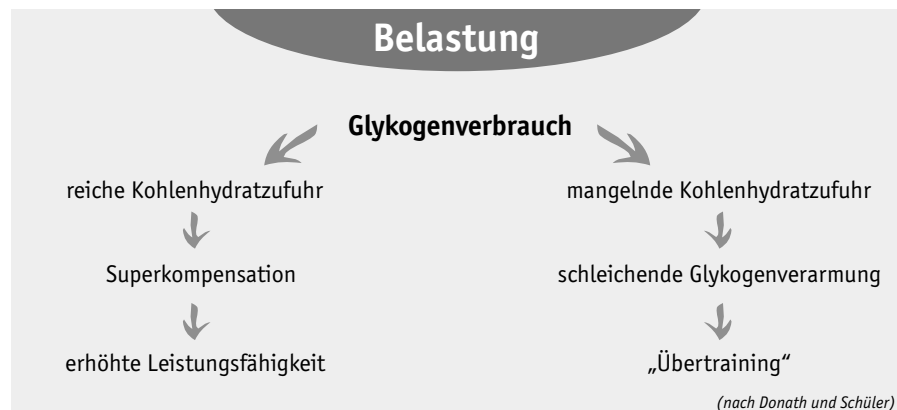 Belastung
Glykogenverbrauch
reiche Kohlenhydratzufuhr
mangelnde Kohlenhydratzufuhr
Superkompensation
schleichende Glykogenverarmung
erhöhte Leistungsfähigkeit
„Übertraining“
(nach Donath und Schüler)